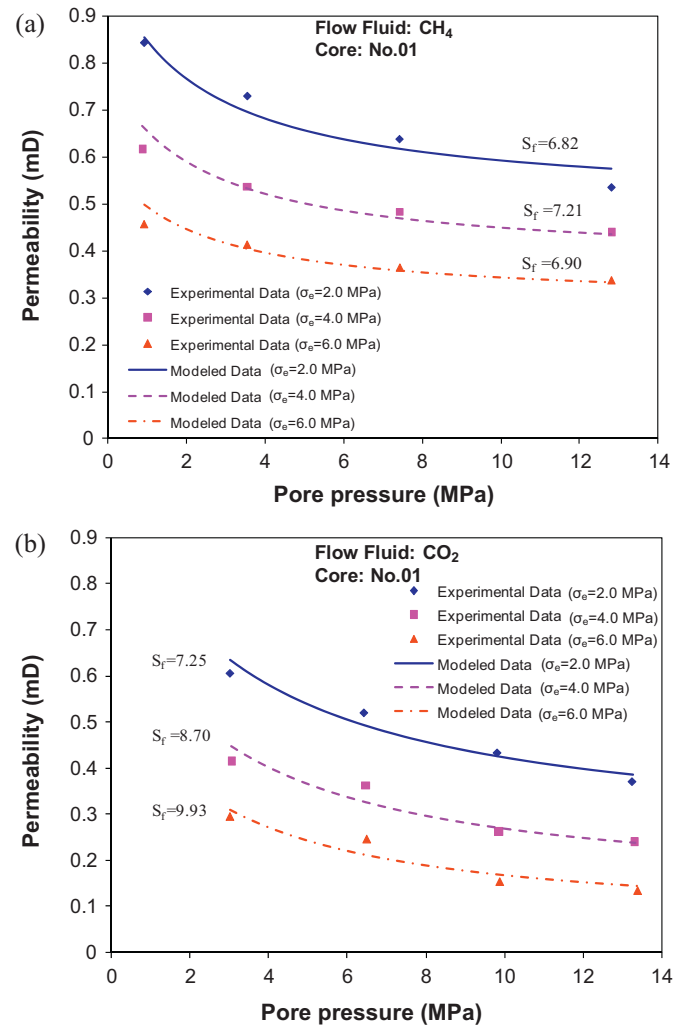 (a)
Flow Fluid: CH₄
Core: No.01
0.9
0.8
0.7
0.6
0.5
0.4
0.3
0.2
0.1
0
Permeability (mD)
S_f=6.82
S_f=7.21
S_f=6.90
Experimental Data (σₑ=2.0 MPa)
Experimental Data (σₑ=4.0 MPa)
Experimental Data (σₑ=6.0 MPa)
Modeled Data (σₑ=2.0 MPa)
Modeled Data (σₑ=4.0 MPa)
Modeled Data (σₑ=6.0 MPa)
0 2 4 6 8 10 12 14
Pore pressure (MPa)
(b)
Flow Fluid: CO₂
Core: No.01
0.9
0.8
0.7
0.6
0.5
0.4
0.3
0.2
0.1
0
Permeability (mD)
Experimental Data (σₑ=2.0 MPa)
Experimental Data (σₑ=4.0 MPa)
Experimental Data (σₑ=6.0 MPa)
Modeled Data (σₑ=2.0 MPa)
Modeled Data (σₑ=4.0 MPa)
Modeled Data (σₑ=6.0 MPa)
S_f=7.25
S_f=8.70
S_f=9.93
0 2 4 6 8 10 12 14
Pore pressure (MPa)